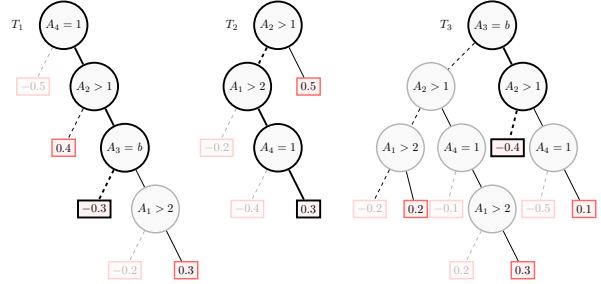 T₁ A₄ = 1 T₂ A₂ > 1 T₃ A₃ = b
−0.5 A₂ > 1 A₁ > 2 0.5 A₂ > 1 A₂ > 1
0.4 A₃ = b −0.2 A₄ = 1 A₁ > 2 A₄ = 1 −0.4 A₄ = 1
−0.3 A₁ > 2 −0.4 0.3 −0.2 0.2 −0.1 A₁ > 2 −0.5 0.1
−0.2 0.3 0.2 0.3